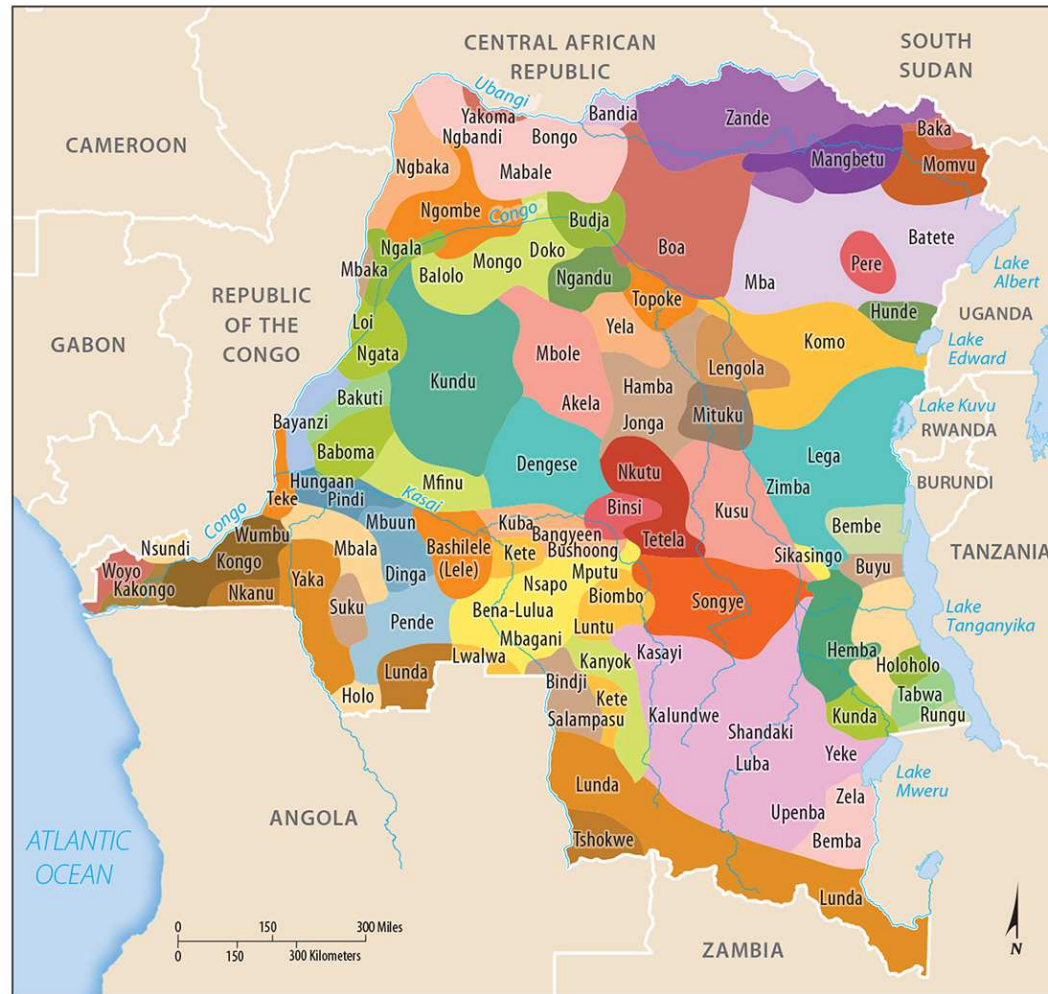 CENTRAL AFRICAN
REPUBLIC
SOUTH
SUDAN
CAMEROON
Ubangi
Yakoma
Ngbandi
Bongo
Bandia
Zande
Baka
Mangbetu
Momvu
Ngbaka
Mabale
Ngombe
Congo
Budja
Batete
Ngala
Doko
Boa
Mongo
Mbaka
Balolo
Ngandu
Mba
Pere
Lake
Albert
REPUBLIC
OF THE
CONGO
Topoke
Hunde
UGANDA
GABON
Loi
Yela
Komo
Lake
Edward
Ngata
Mbole
Lengola
Kundu
Hamba
Bakuti
Akela
Mituku
Lake Kuvu
RWANDA
Bayanzi
Jonga
Baboma
Dengese
Lega
Nkutu
Mfinu
Zimba
BURUNDI
Hungaan
Teke
Pindi
Kasai
Binsi
Kusu
Congo
Mbuun
Kuba
Bembe
Nsundi
Wumbu
Bangyeen
Mbala
Bashilele
(Lele)
Kete
Bushoong
Tetela
Sikasingo
TANZANIA
Woyo
Kongo
Kakongo
Yaka
Dinga
Mputu
Buyu
Nkanu
Suku
Nsapo
Biombo
Songye
Lake
Tanganyika
Bena-Lulua
Pende
Luntu
Mbagani
Kasayi
Hemba
Lunda
Lwalwa
Kanyok
Holoholo
Holo
Bindji
Kete
Tabwa
Salampasu
Kalundwe
Kunda
Rungu
Shandaki
Luba
Yeke
Lake
Mweru
Lunda
Zela
ANGOLA
Upenba
Tshokwe
Bemba
ATLANTIC
OCEAN
Lunda
0 150 300 Miles
0 150 300 Kilometers
ZAMBIA
N